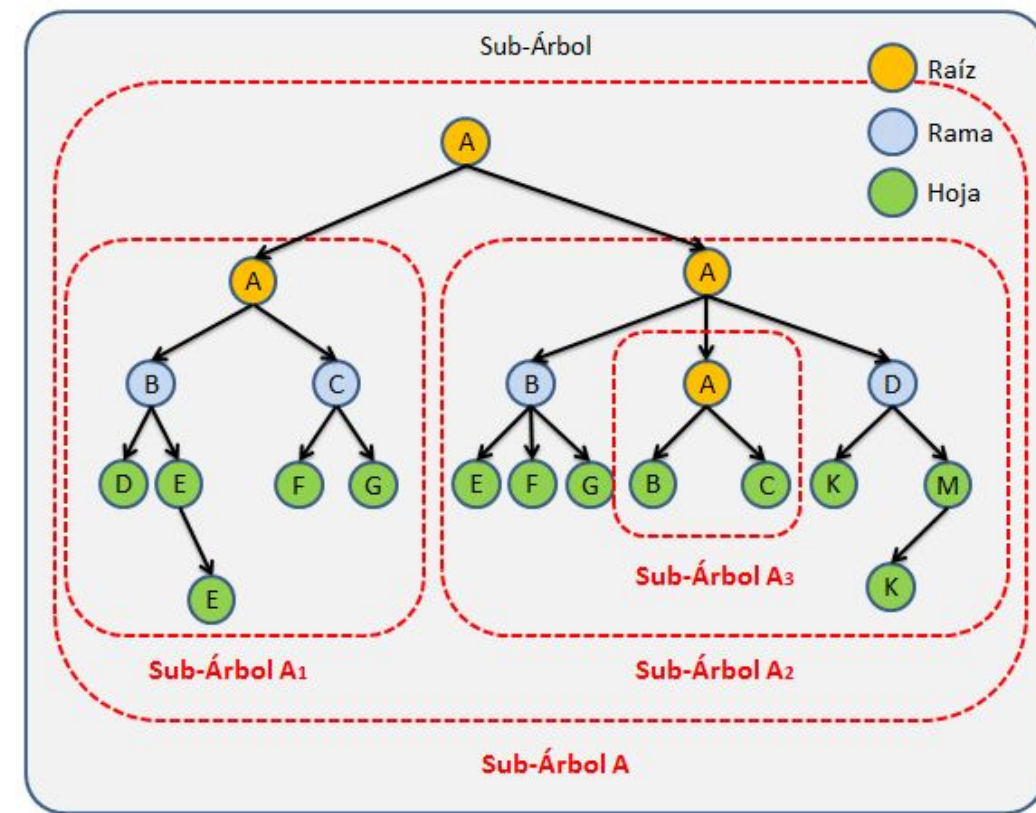 Sub-Árbol
Raíz
Rama
Hoja
A
A
A
B
C
B
A
D
D
E
F
G
E
F
G
B
C
K
M
E
K
Sub-Árbol A3
Sub-Árbol A1
Sub-Árbol A2
Sub-Árbol A